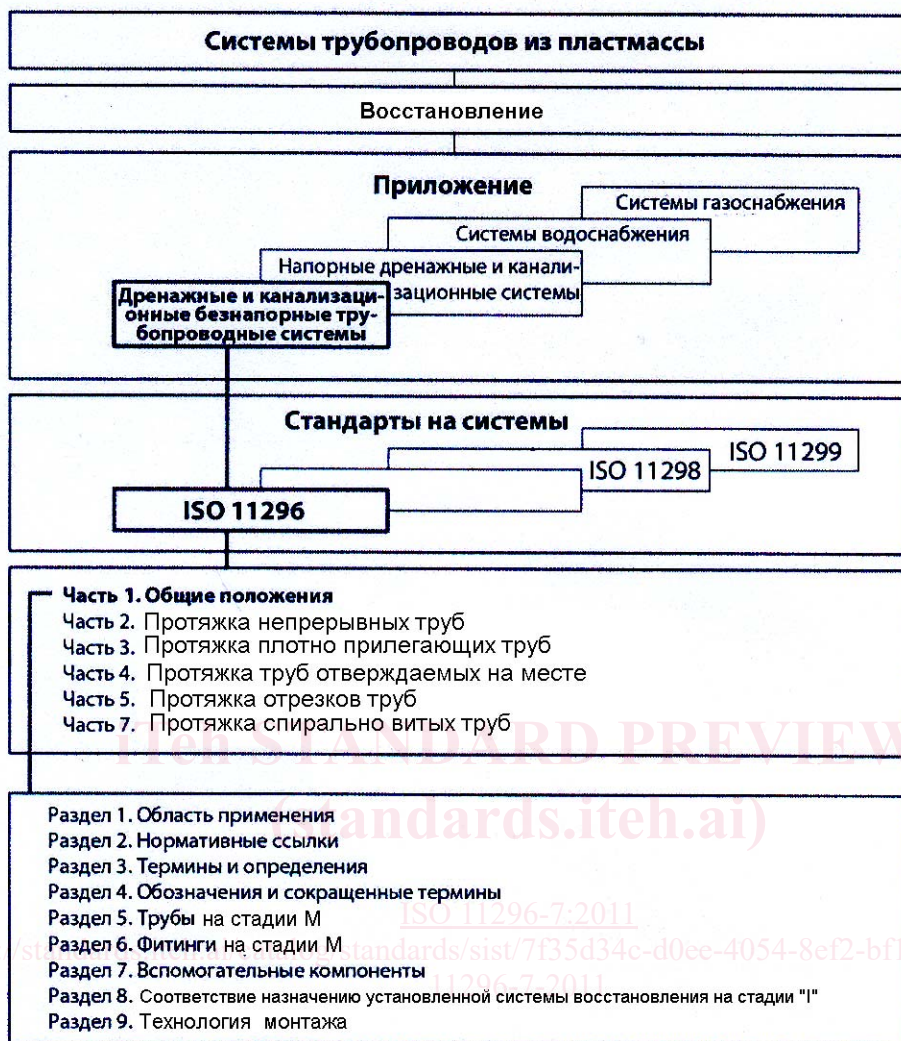 Системы трубопроводов из пластмассы
Восстановление
Приложение
Системы газоснабжения
Системы водоснабжения
Напорные дренажные и канали-
зационные системы
Дренажные и канализаци-
онные безнапорные тру-
бопроводные системы
Стандарты на системы
ISO 11299
ISO 11298
ISO 11296
Часть 1. Общие положения
Часть 2. Протяжка непрерывных труб
Часть 3. Протяжка плотно прилегающих труб
Часть 4. Протяжка труб отверждаемых на месте
Часть 5. Протяжка отрезков труб
Часть 7. Протяжка спирально витых труб
iTeh STANDARD PREVIEW
(standards.iteh.ai)
Раздел 1. Область применения
Раздел 2. Нормативные ссылки
Раздел 3. Термины и определения
Раздел 4. Обозначения и сокращенные термины
Раздел 5. Трубы на стадии М
ISO 11296-7:2011
Раздел 6. Фитинги на стадии М
/standards.iteh.ai/catalog/standards/sist/7f35d34c-d0ee-4054-8ef2-bf1
Раздел 7. Вспомогательные компоненты
11296-7-2011
Раздел 8. Соответствие назначению установленной системы восстановления на стадии "I"
Раздел 9. Технология монтажа